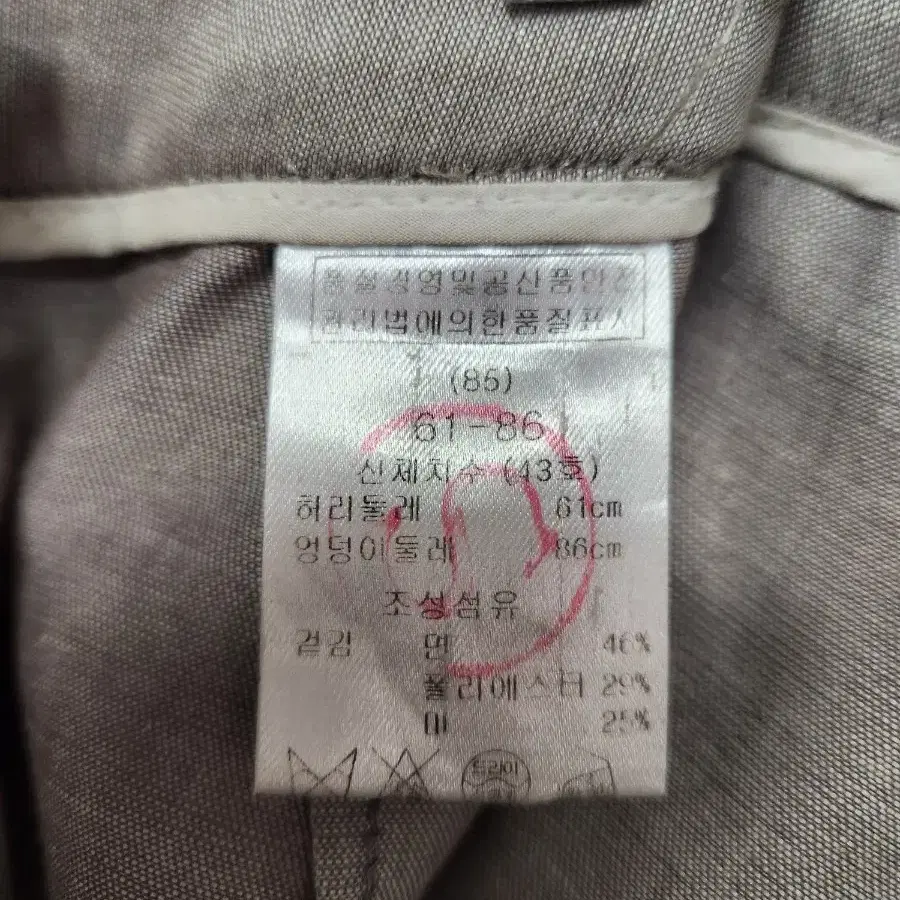 품질경영및공산품안전
관리법에의한품질표시
(85)
61-86
신체치수 (43호)
허리둘레 61cm
엉덩이둘레 86cm
조성섬유
겉감 면 46%
폴리에스터 29%
마 25%
드라이